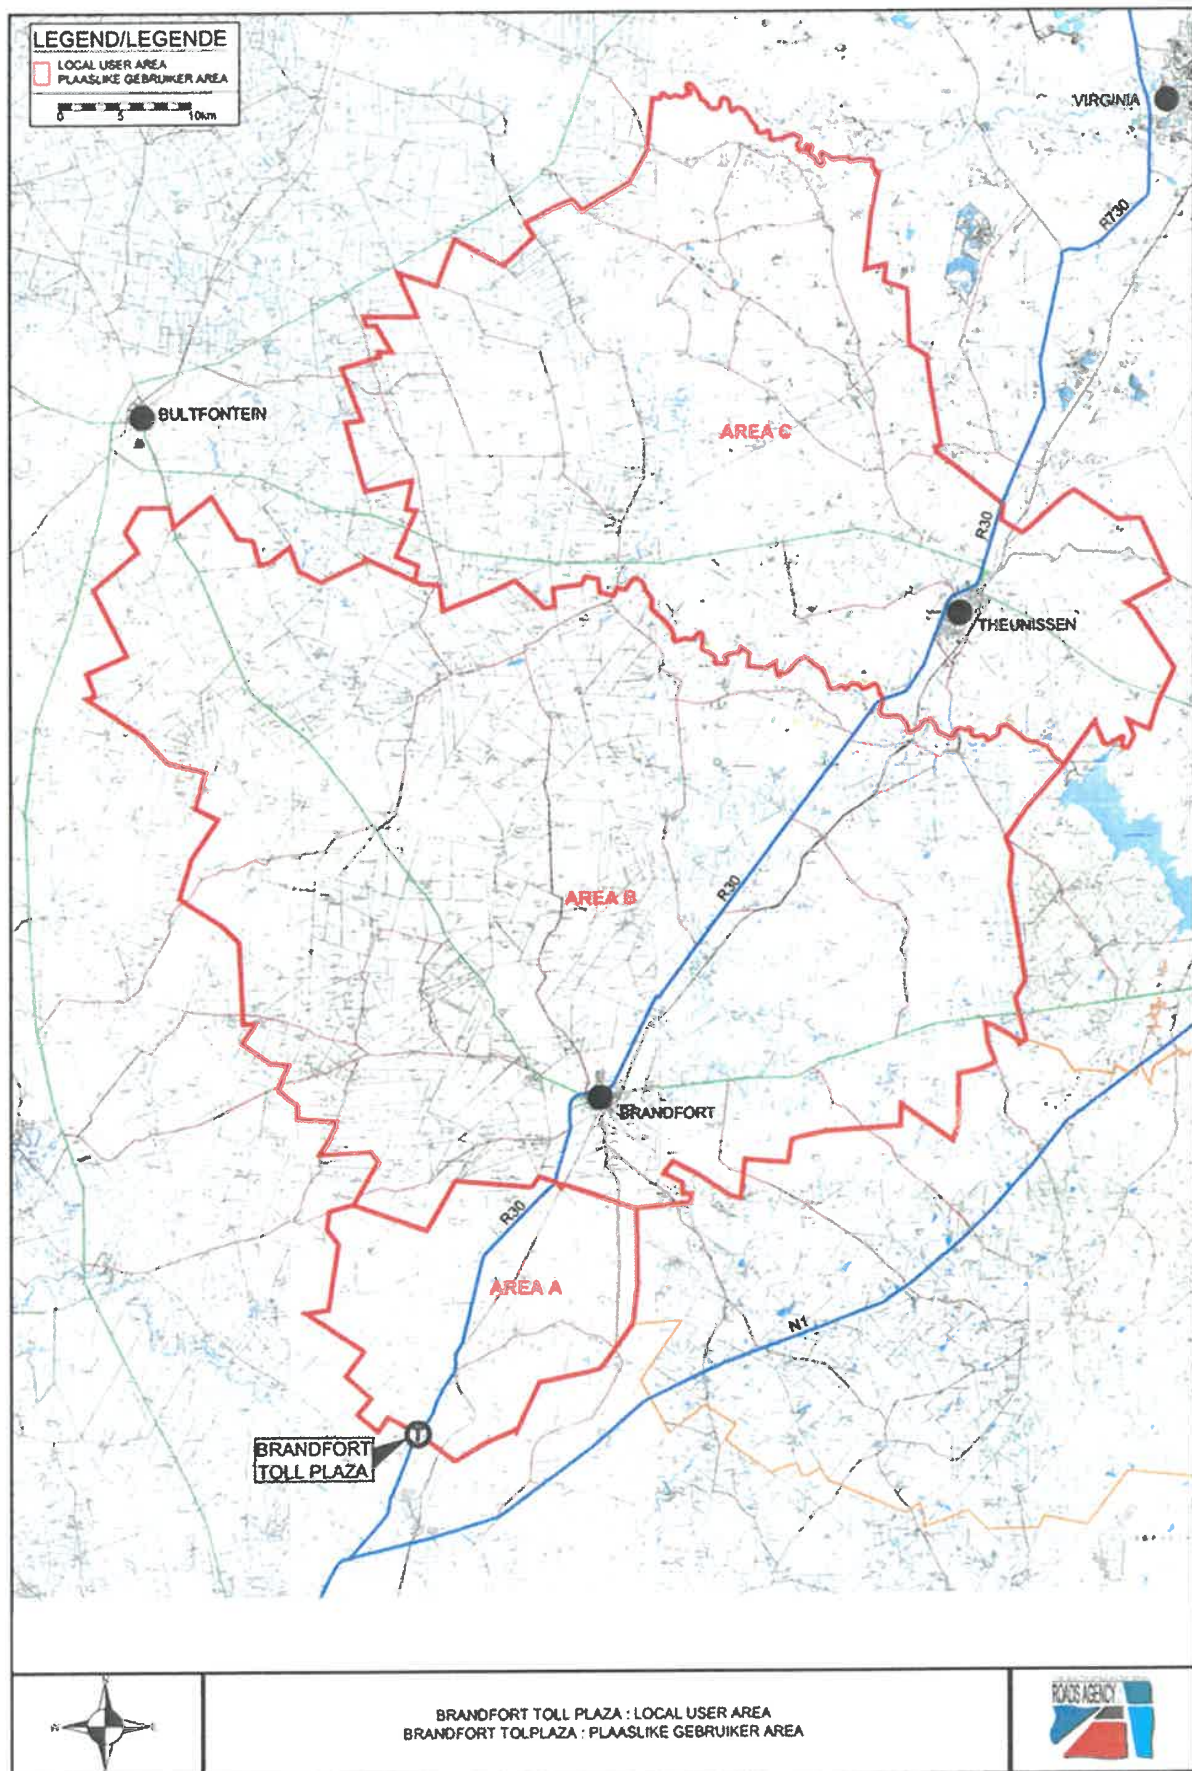 LEGEND/LEGENDE
LOCAL USER AREA
PLAASLIKE GEBRUIKER AREA
0 5 10km
VIRGINIA
R730
BULTFONTEIN
AREA C
R30
THEUNISSEN
AREA B
R30
BRANDFORT
R30
AREA A
N1
T
BRANDFORT
TOLL PLAZA
N
W E
S
BRANDFORT TOLL PLAZA : LOCAL USER AREA
BRANDFORT TOLPLAZA : PLAASLIKE GEBRUIKER AREA
ROADS AGENCY